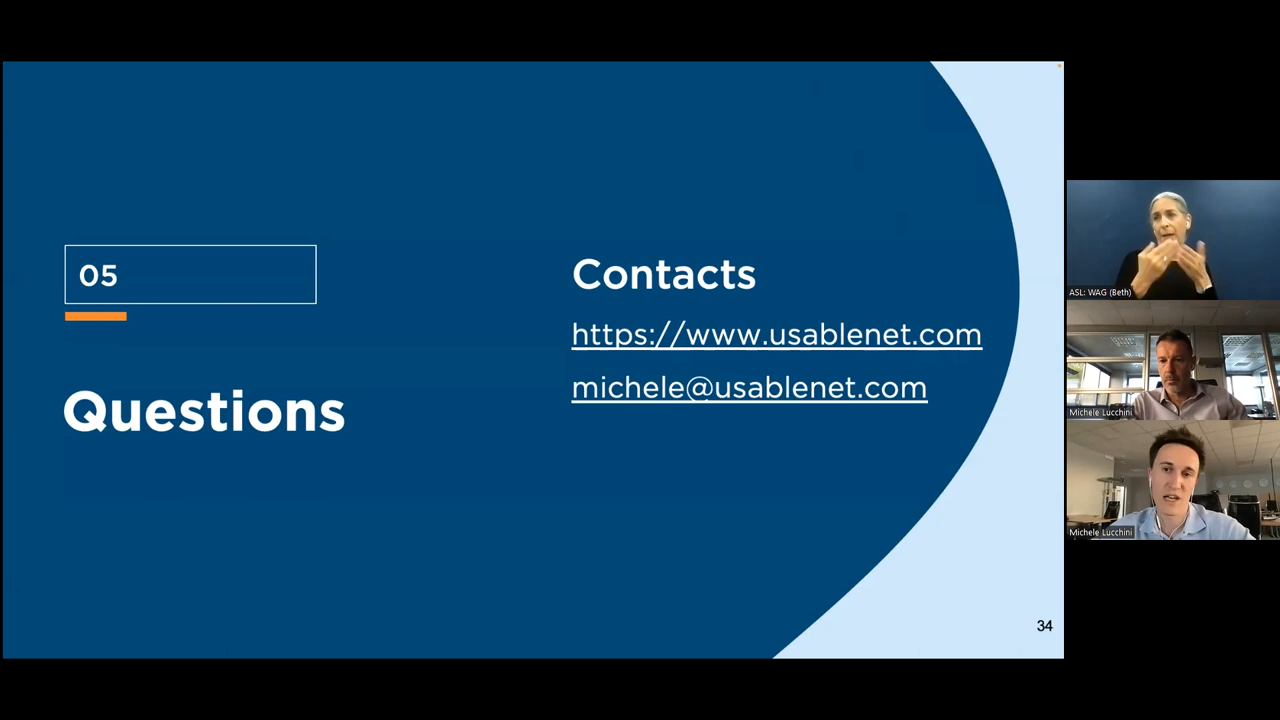 05
Questions
Contacts
https://www.usablenet.com
michele@usablenet.com
34
ASL: WAG (Beth)
Michele Lucchini
Michele Lucchini